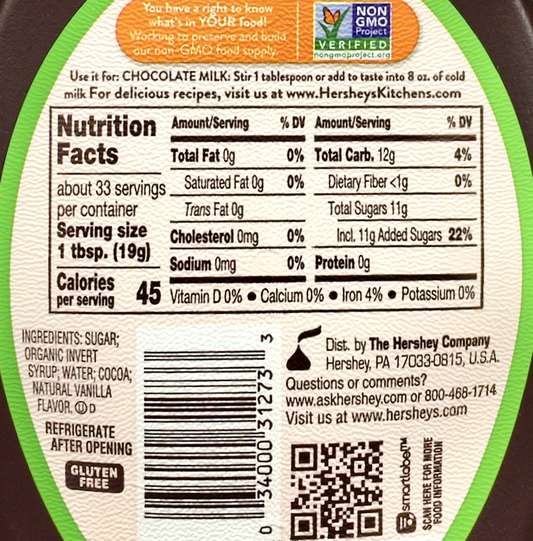 You have a right to know
what's in YOUR food!
Working to preserve and build
our non-GMO food supply.
NON
GMO
Project
VERIFIED
nongmoproject.org
Use it for: CHOCOLATE MILK: Stir 1 tablespoon or add to taste into 8 oz. of cold
milk For delicious recipes, visit us at www.HersheysKitchens.com
Nutrition
Facts
about 33 servings
per container
Serving size
1 tbsp. (19g)
Calories
per serving 45
Amount/Serving % DV
Total Fat 0g 0%
Saturated Fat 0g 0%
Trans Fat 0g
Cholesterol 0mg 0%
Sodium 0mg 0%
Amount/Serving % DV
Total Carb. 12g 4%
Dietary Fiber <1g 0%
Total Sugars 11g
Incl. 11g Added Sugars 22%
Protein 0g
Vitamin D 0% ● Calcium 0% ● Iron 4% ● Potassium 0%
INGREDIENTS: SUGAR;
ORGANIC INVERT
SYRUP; WATER; COCOA;
NATURAL VANILLA
FLAVOR. Ⓤ D
REFRIGERATE
AFTER OPENING
GLUTEN
FREE
0 34000 31273 3
Dist. by The Hershey Company
Hershey, PA 17033-0815, U.S.A.
Questions or comments?
www.askhershey.com or 800-468-1714
Visit us at www.hersheys.com
smartlabel™
SCAN HERE FOR MORE
FOOD INFORMATION